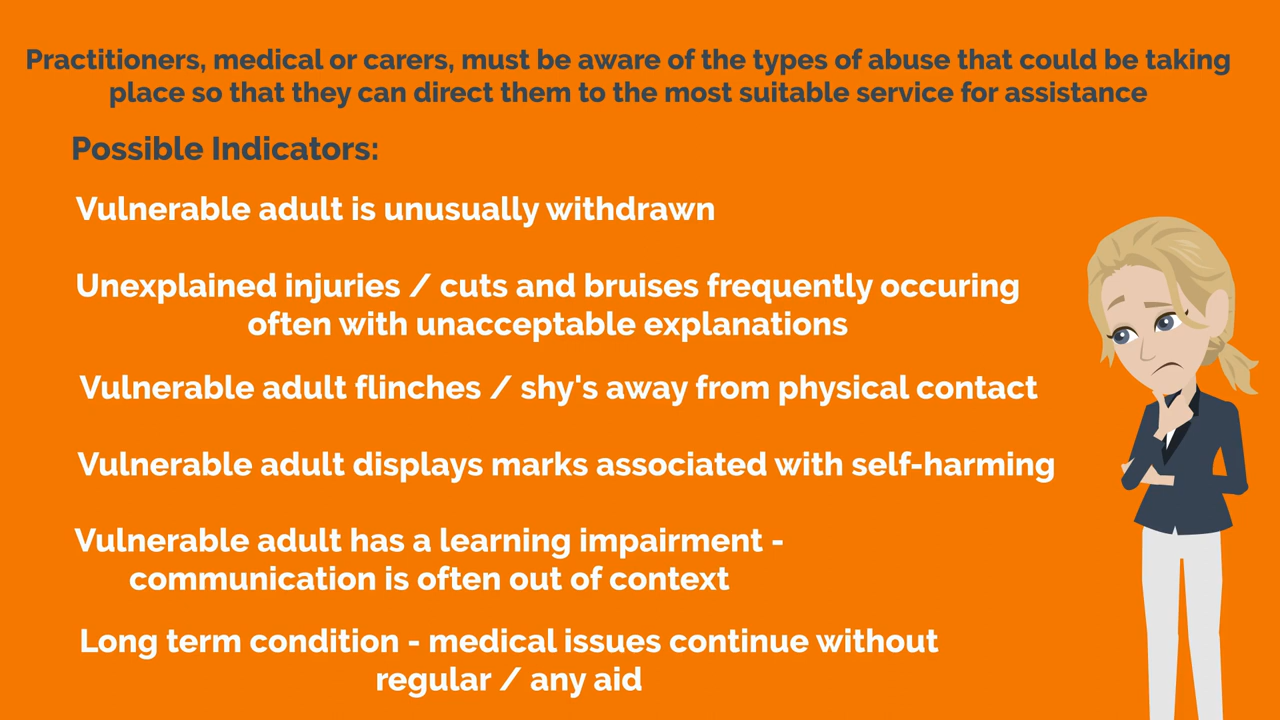 Practitioners, medical or carers, must be aware of the types of abuse that could be taking
place so that they can direct them to the most suitable service for assistance
Possible Indicators:
Vulnerable adult is unusually withdrawn
Unexplained injuries / cuts and bruises frequently occuring
often with unacceptable explanations
Vulnerable adult flinches / shy's away from physical contact
Vulnerable adult displays marks associated with self-harming
Vulnerable adult has a learning impairment -
communication is often out of context
Long term condition - medical issues continue without
regular / any aid